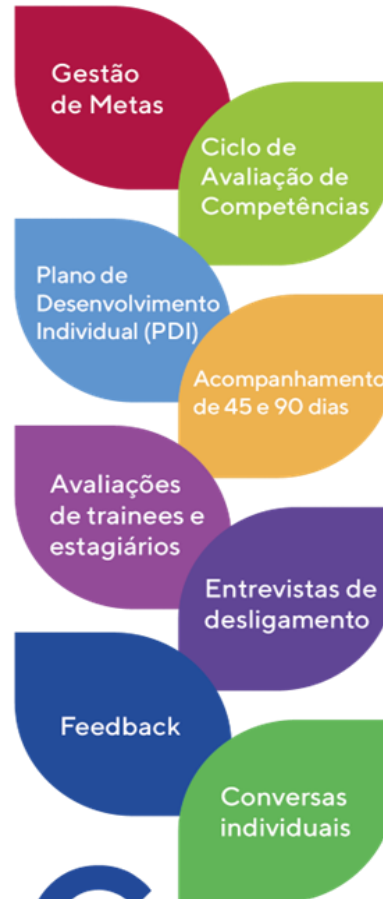 Gestão
de Metas
Ciclo de
Avaliação de
Competências
Plano de
Desenvolvimento
Individual (PDI)
Acompanhamento
de 45 e 90 dias
Avaliações
de trainees e
estagiários
Entrevistas de
desligamento
Feedback
Conversas
individuais